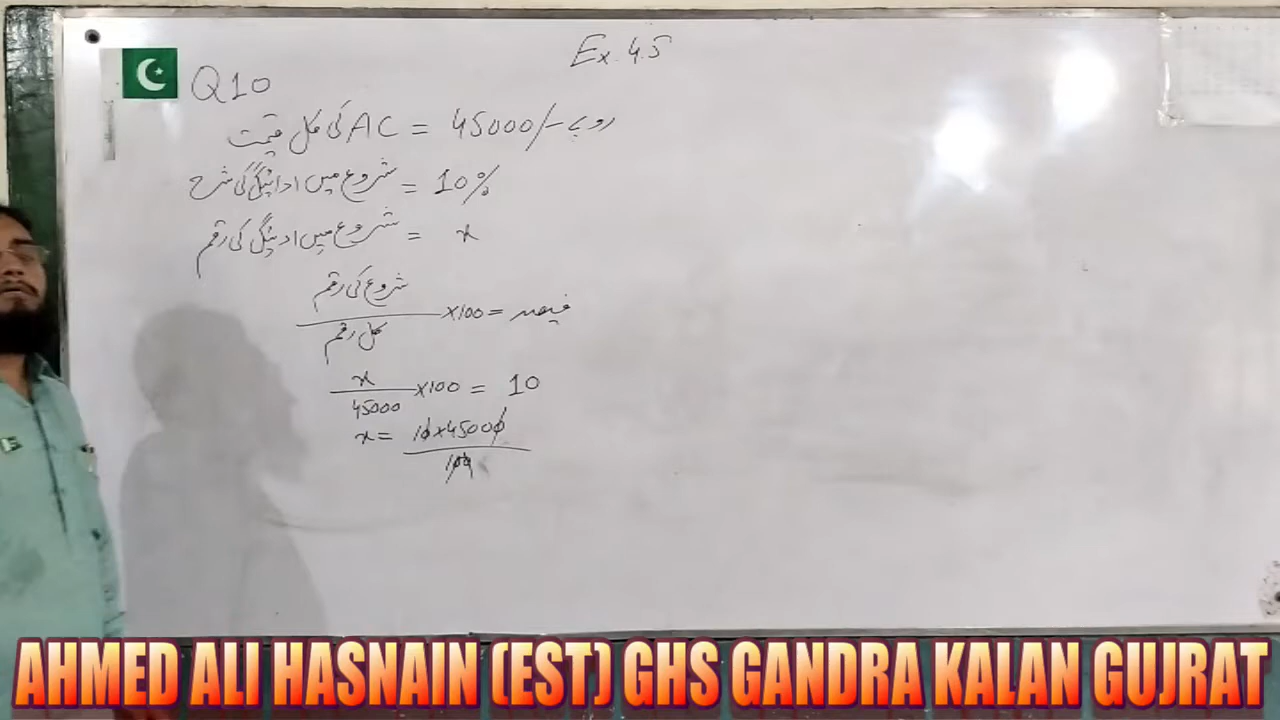 Ex. 4.5
Q10
AC کی کل قیمت = 45000/- روپے
شروع میں ادائیگی کی شرح = 10%
شروع میں ادئیگی کی رقم = x
شروع کی رقم
——— ×100 = فیصد
کل رقم
x
——— ×100 = 10
45000
x = 10×45000
———
100
AHMED ALI HASNAIN (EST) GHS GANDRA KALAN GUJRAT